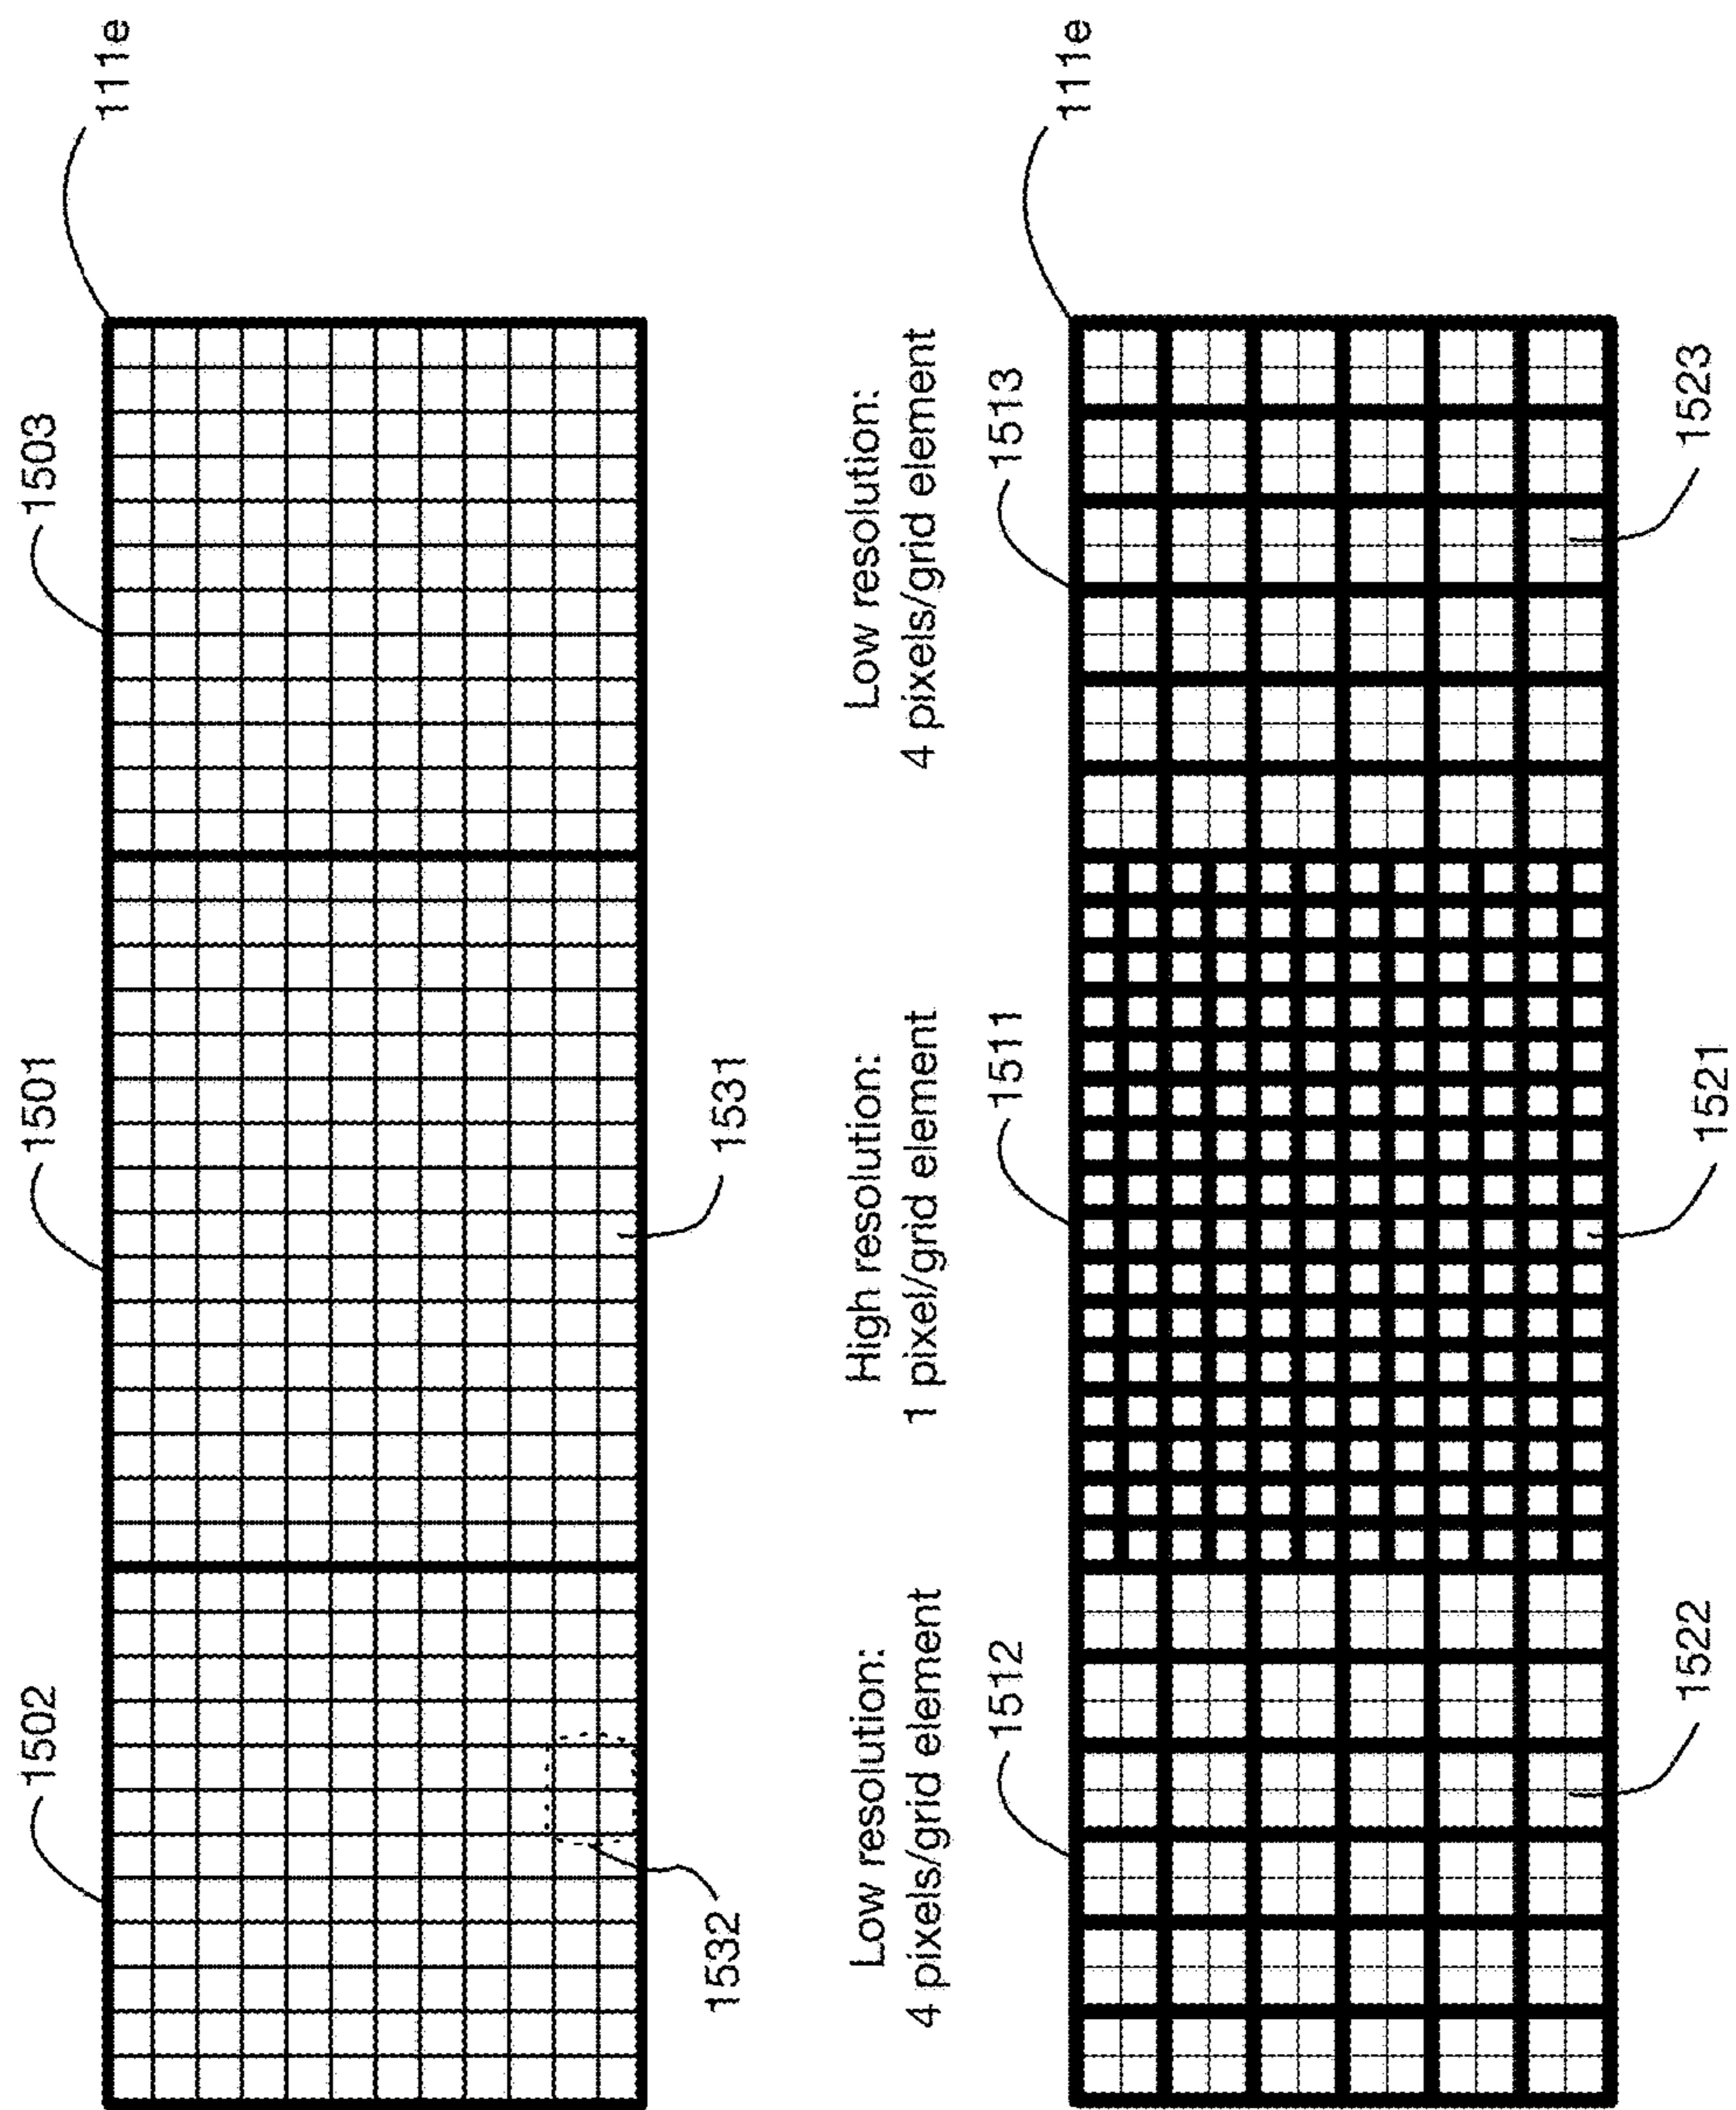 1502
1501
1503
111e
1532
1531
Low resolution:
4 pixels/grid element
High resolution:
1 pixel/grid element
Low resolution:
4 pixels/grid element
1512
1511
1513
111e
1522
1521
1523